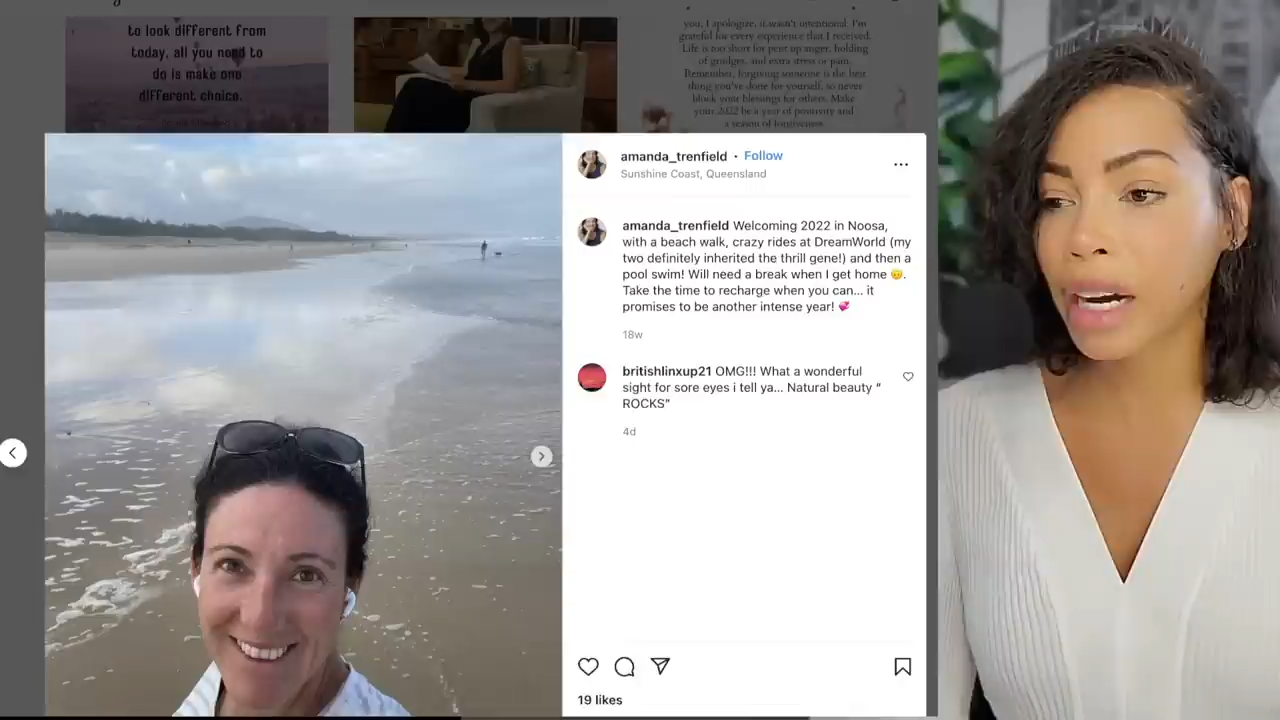 to look different from
today, all you need to
do is make one
different choice.
you, I apologize, it wasn't intentional. I'm
grateful for every experience that I received.
Life is too short for pent up anger, holding
of grudges, and extra stress or pain.
Remember, forgiving someone is the best
thing you've done for yourself, so never
block your blessings for others. Make
your 2022 be a year of positivity and
a season of forgiveness.
amanda_trenfield • Follow
Sunshine Coast, Queensland
amanda_trenfield Welcoming 2022 in Noosa,
with a beach walk, crazy rides at DreamWorld (my
two definitely inherited the thrill gene!) and then a
pool swim! Will need a break when I get home 😊.
Take the time to recharge when you can... it
promises to be another intense year! 💞
18w
britishlinxup21 OMG!!! What a wonderful
sight for sore eyes i tell ya... Natural beauty “
ROCKS”
4d
19 likes